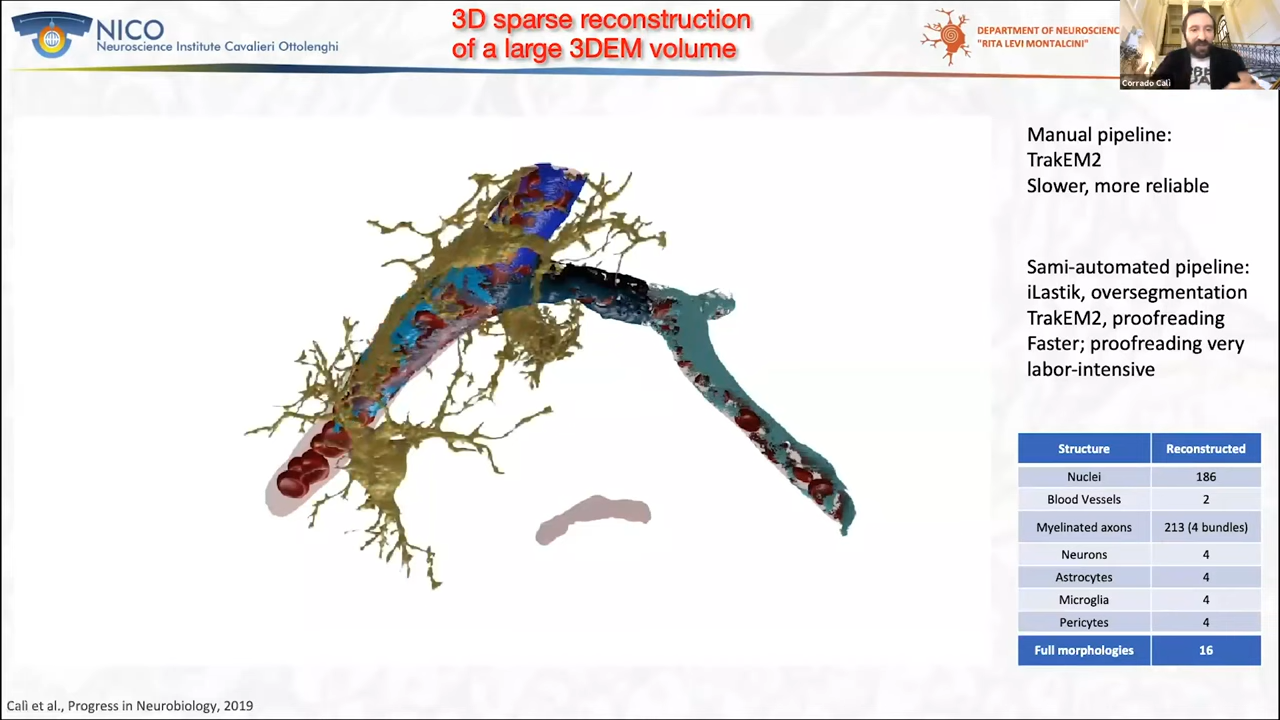 NICO
Neuroscience Institute Cavalieri Ottolenghi
3D sparse reconstruction
of a large 3DEM volume
DEPARTMENT OF NEUROSCIENC
"RITA LEVI MONTALCINI"
Corrado Calì
Manual pipeline:
TrakEM2
Slower, more reliable
Sami-automated pipeline:
iLastik, oversegmentation
TrakEM2, proofreading
Faster; proofreading very
labor-intensive
Structure Reconstructed
Nuclei 186
Blood Vessels 2
Myelinated axons 213 (4 bundles)
Neurons 4
Astrocytes 4
Microglia 4
Pericytes 4
Full morphologies 16
Calì et al., Progress in Neurobiology, 2019